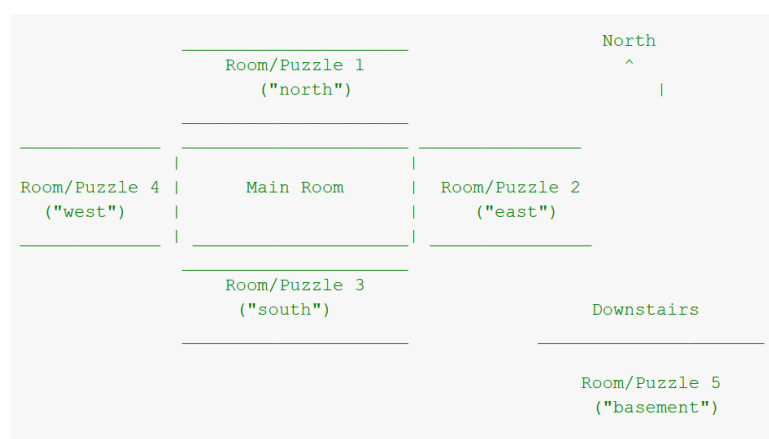 North
Room/Puzzle 1 ^
("north") |
| |
Room/Puzzle 4 | Main Room | Room/Puzzle 2
("west") | | ("east")
| |
Room/Puzzle 3
("south") Downstairs
Room/Puzzle 5
("basement")